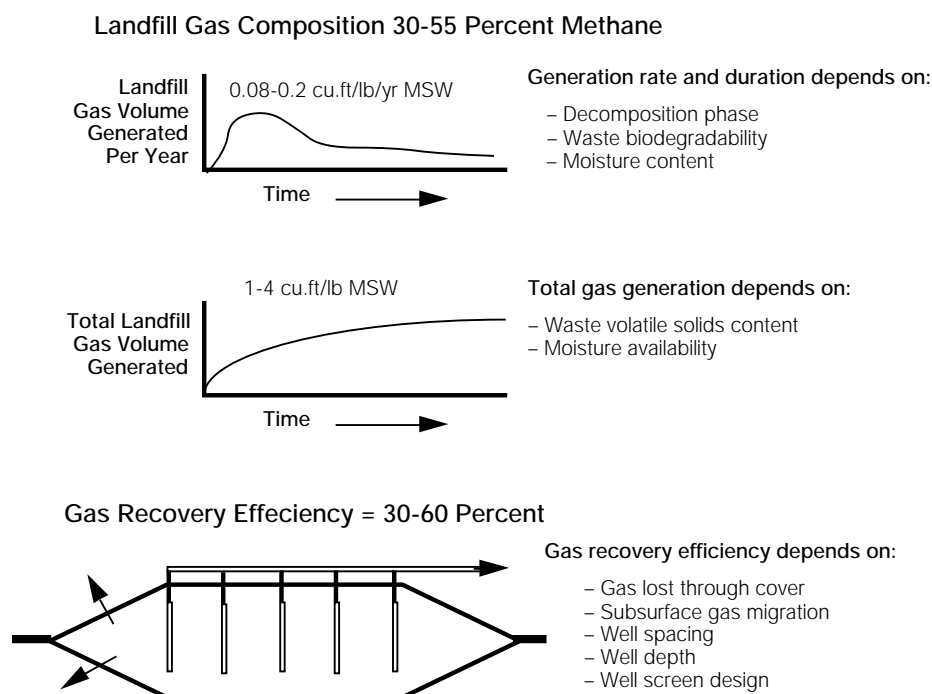 Landfill Gas Composition 30-55 Percent Methane
Landfill
Gas Volume
Generated
Per Year
0.08-0.2 cu.ft/lb/yr MSW
Time
Generation rate and duration depends on:
– Decomposition phase
– Waste biodegradability
– Moisture content
Total Landfill
Gas Volume
Generated
1-4 cu.ft/lb MSW
Time
Total gas generation depends on:
– Waste volatile solids content
– Moisture availability
Gas Recovery Effeciency = 30-60 Percent
Gas recovery efficiency depends on:
– Gas lost through cover
– Subsurface gas migration
– Well spacing
– Well depth
– Well screen design